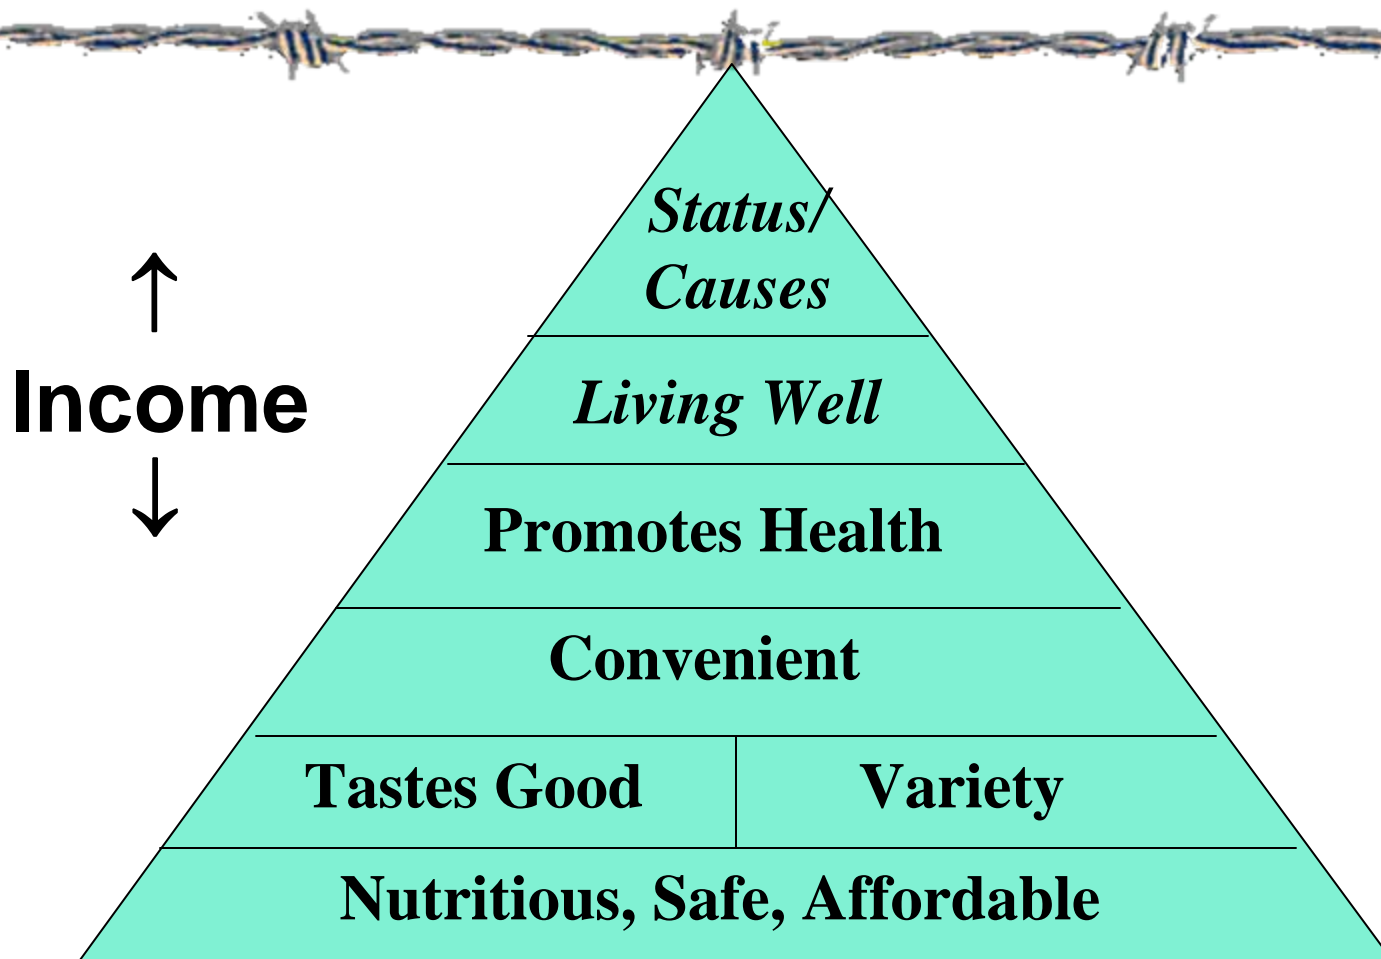 Status/
Causes
↑
Income
↓
Living Well
Promotes Health
Convenient
Tastes Good
Variety
Nutritious, Safe, Affordable